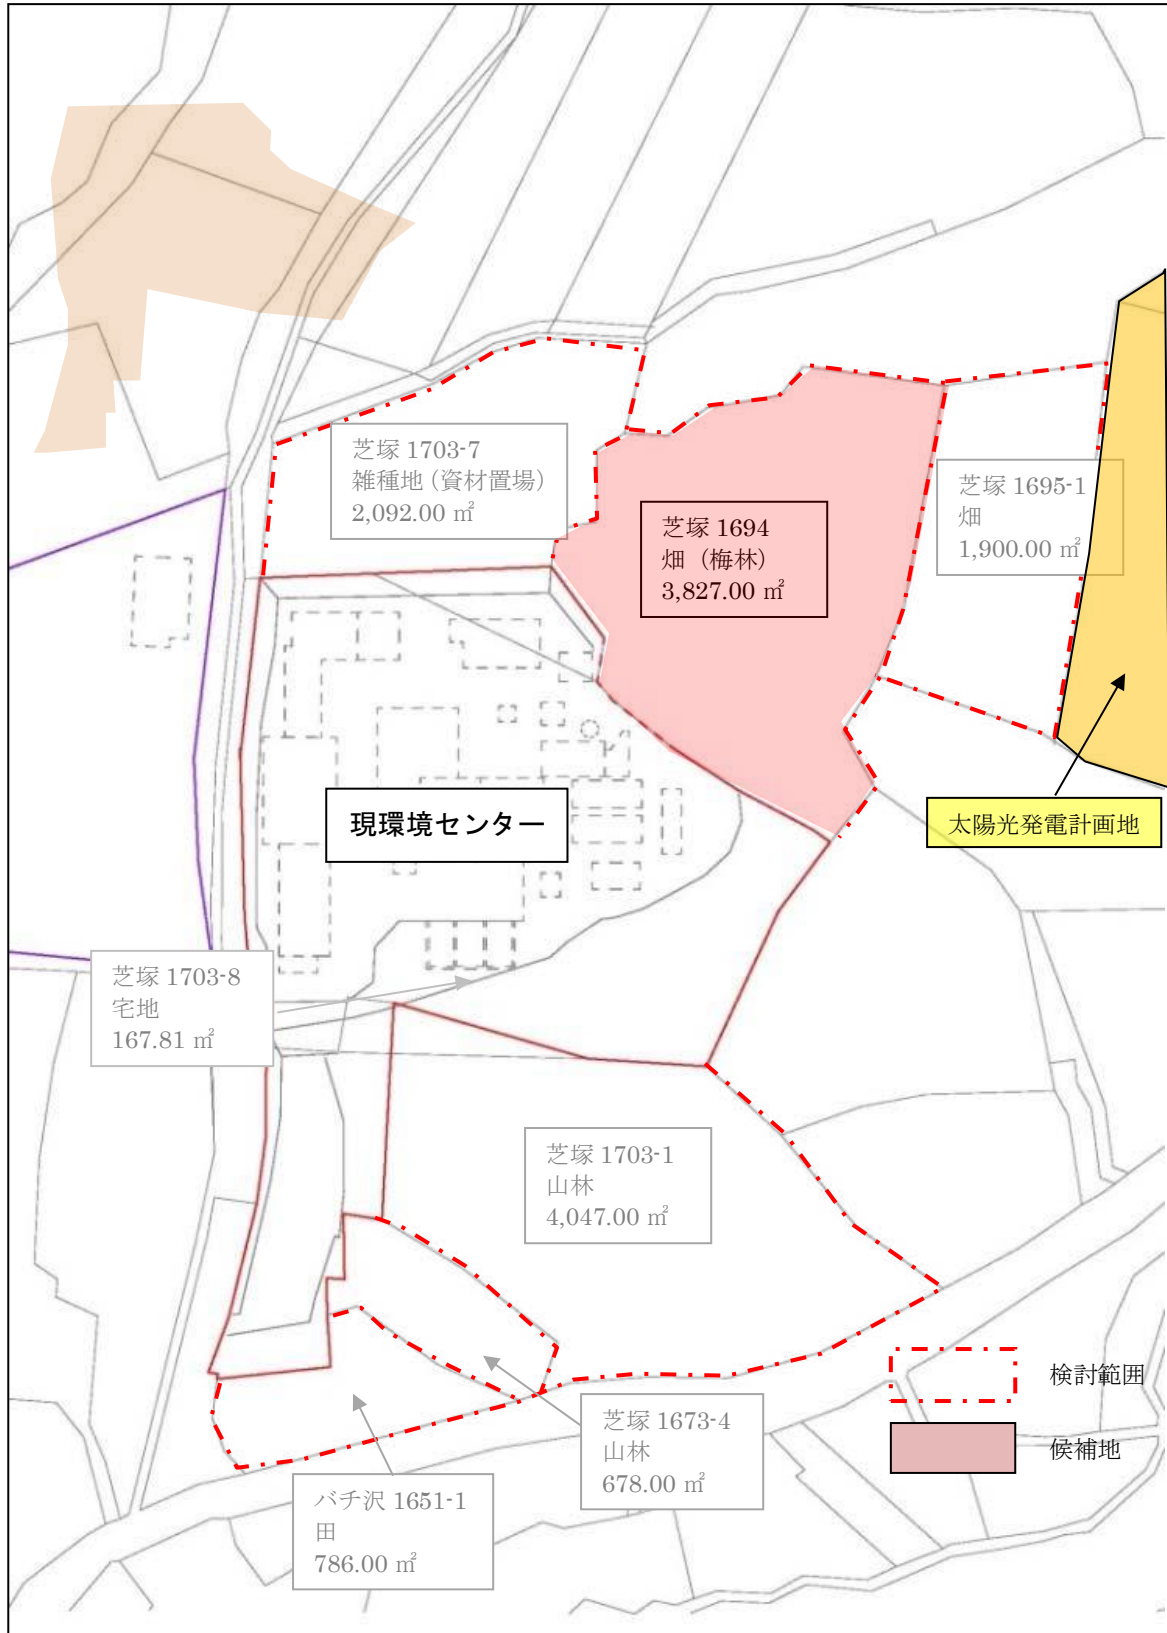 芝塚 1703-7
雑種地（資材置場）
2,092.00 ㎡
芝塚 1694
畑（梅林）
3,827.00 ㎡
芝塚 1695-1
畑
1,900.00 ㎡
太陽光発電計画地
現環境センター
芝塚 1703-8
宅地
167.81 ㎡
芝塚 1703-1
山林
4,047.00 ㎡
検討範囲
候補地
芝塚 1673-4
山林
678.00 ㎡
バチ沢 1651-1
田
786.00 ㎡